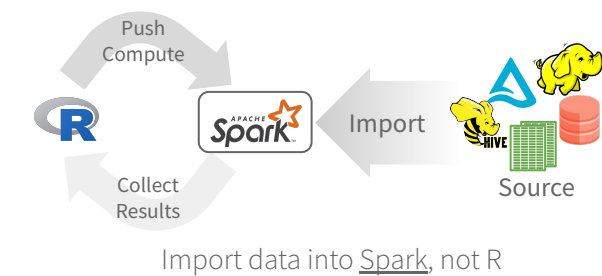 Push
Compute
R
APACHE
Spark
Import
HIVE
Source
Collect
Results
Import data into Spark, not R